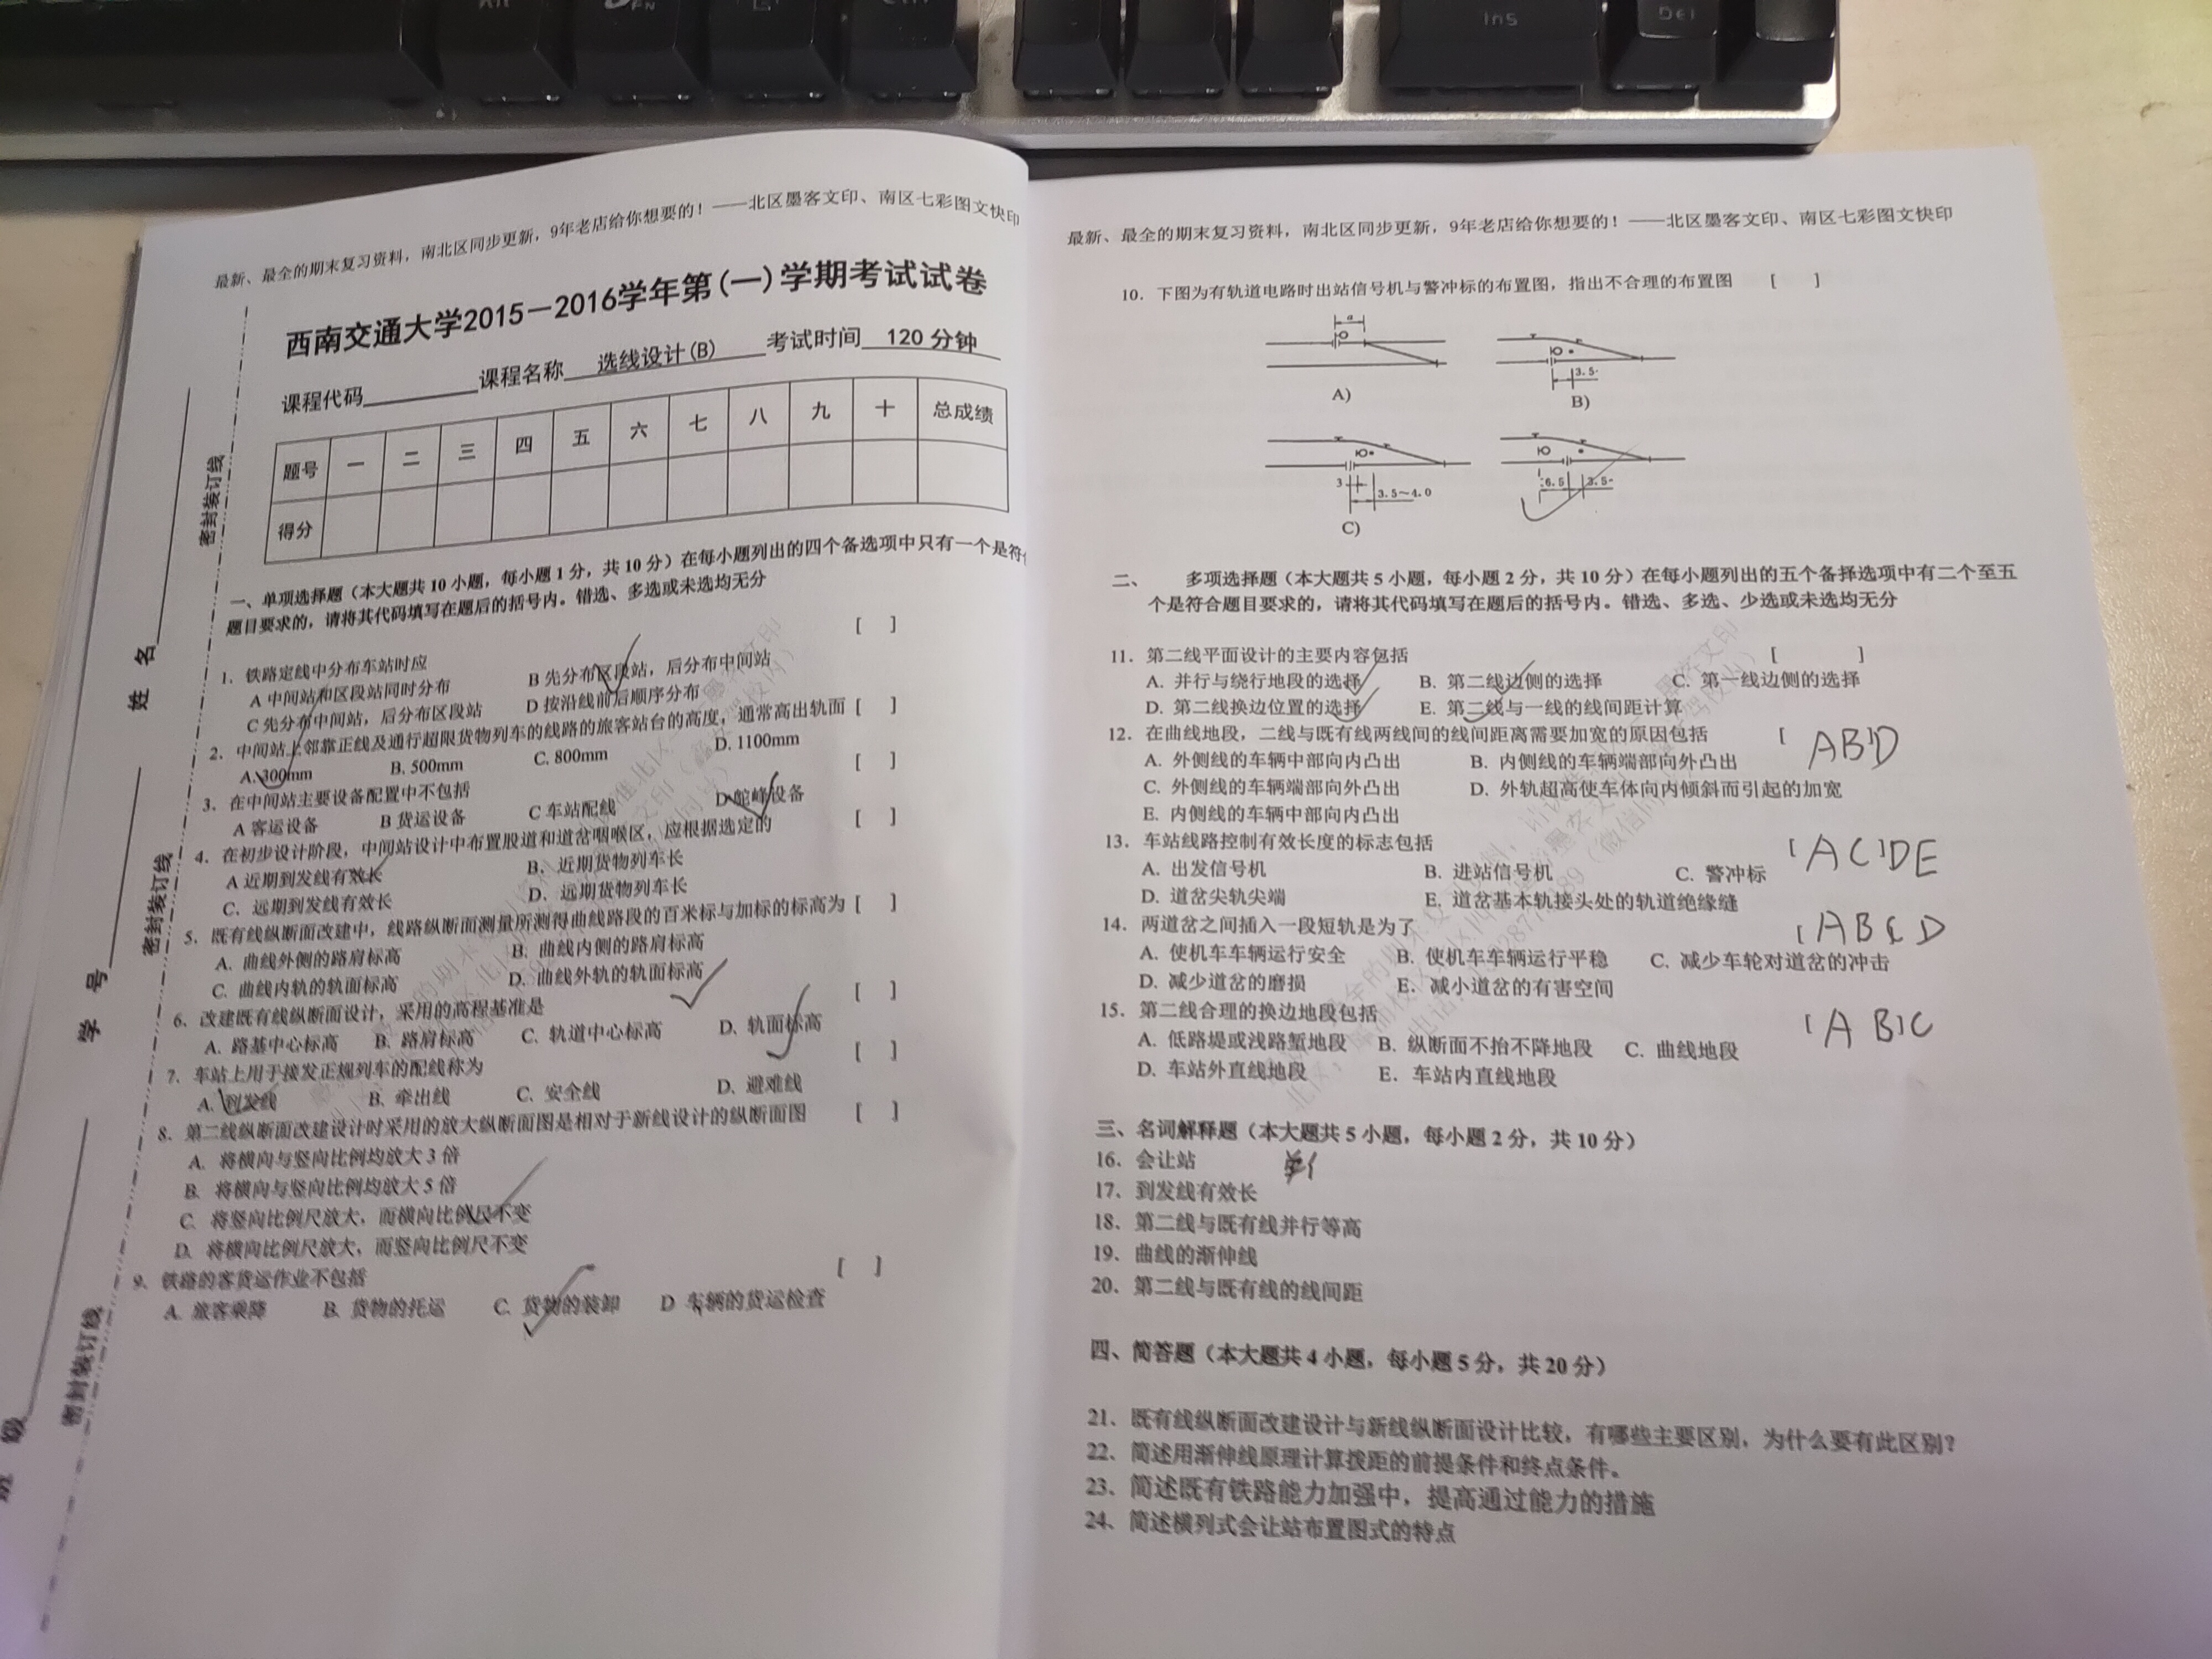 Ins
Del
最新、最全的期末复习资料，南北区同步更新，9年老店给你想要的！——北区墨客文印、南区七彩图文快印
西南交通大学2015－2016学年第(一)学期考试试卷
课程代码 课程名称 选线设计(B) 考试时间 120 分钟
题号 一 二 三 四 五 六 七 八 九 十 总成绩
得分
一、单项选择题（本大题共 10 小题，每小题 1 分，共 10 分）在每小题列出的四个备选项中只有一个是符
题目要求的，请将其代码填写在题后的括号内。错选、多选或未选均无分
1. 铁路定线中分布车站时应 [ ]
A 中间站和区段站同时分布 B 先分布区段站，后分布中间站
C 先分布中间站，后分布区段站 D 按沿线前后顺序分布
2. 中间站上邻靠正线及通行超限货物列车的线路的旅客站台的高度，通常高出轨面 [ ]
A. 300mm B. 500mm C. 800mm D. 1100mm
3. 在中间站主要设备配置中不包括 [ ]
A 客运设备 B 货运设备 C 车站配线 D 驼峰设备
4. 在初步设计阶段，中间站设计中布置股道和道岔咽喉区，应根据选定的 [ ]
A 近期到发线有效长 B. 近期货物列车长
C. 远期到发线有效长 D. 远期货物列车长
5. 既有线纵断面改建中，线路纵断面测量所测得曲线路段的百米标与加标的标高为 [ ]
A. 曲线外侧的路肩标高 B. 曲线内侧的路肩标高
C. 曲线内轨的轨面标高 D. 曲线外轨的轨面标高
6. 改建既有线纵断面设计，采用的高程基准是 [ ]
A. 路基中心标高 B. 路肩标高 C. 轨道中心标高 D. 轨面标高
7. 车站上用于接发正规列车的配线称为 [ ]
A. 到发线 B. 牵出线 C. 安全线 D. 避难线
8. 第二线纵断面改建设计时采用的放大纵断面图是相对于新线设计的纵断面图 [ ]
A. 将横向与竖向比例均放大 3 倍
B. 将横向与竖向比例均放大 5 倍
C. 将竖向比例尺放大，而横向比例尺不变
D. 将横向比例尺放大，而竖向比例尺不变
9. 铁路的客货运作业不包括 [ ]
A. 旅客乘降 B. 货物的托运 C. 货物的装卸 D 车辆的货运检查
姓 名
学 号
班 级
密封装订线
密封装订线
密封装订线
最新、最全的期末复习资料，南北区同步更新，9年老店给你想要的！——北区墨客文印、南区七彩图文快印
10. 下图为有轨道电路时出站信号机与警冲标的布置图，指出不合理的布置图 [ ]
a
A)
3.5
B)
3
3.5～4.0
C)
6.5 3.5
二、 多项选择题（本大题共 5 小题，每小题 2 分，共 10 分）在每小题列出的五个备择选项中有二个至五
个是符合题目要求的，请将其代码填写在题后的括号内。错选、多选、少选或未选均无分
11. 第二线平面设计的主要内容包括 [ ]
A. 并行与绕行地段的选择 B. 第二线边侧的选择 C. 第一线边侧的选择
D. 第二线换边位置的选择 E. 第二线与一线的线间距计算
12. 在曲线地段，二线与既有线两线间的线间距离需要加宽的原因包括 [ ABD
A. 外侧线的车辆中部向内凸出 B. 内侧线的车辆端部向外凸出
C. 外侧线的车辆端部向外凸出 D. 外轨超高使车体向内倾斜而引起的加宽
E. 内侧线的车辆中部向内凸出
13. 车站线路控制有效长度的标志包括 [ACDE
A. 出发信号机 B. 进站信号机 C. 警冲标
D. 道岔尖轨尖端 E. 道岔基本轨接头处的轨道绝缘缝
14. 两道岔之间插入一段短轨是为了 [ABCD
A. 使机车车辆运行安全 B. 使机车车辆运行平稳 C. 减少车轮对道岔的冲击
D. 减少道岔的磨损 E. 减小道岔的有害空间
15. 第二线合理的换边地段包括 [ABC
A. 低路堤或浅路堑地段 B. 纵断面不抬不降地段 C. 曲线地段
D. 车站外直线地段 E. 车站内直线地段
三、名词解释题（本大题共 5 小题，每小题 2 分，共 10 分）
16. 会让站
17. 到发线有效长
18. 第二线与既有线并行等高
19. 曲线的渐伸线
20. 第二线与既有线的线间距
四、简答题（本大题共 4 小题，每小题 5 分，共 20 分）
21. 既有线纵断面改建设计与新线纵断面设计比较，有哪些主要区别，为什么要有此区别？
22. 简述用渐伸线原理计算拨距的前提条件和终点条件。
23. 简述既有铁路能力加强中，提高通过能力的措施
24. 简述横列式会让站布置图式的特点